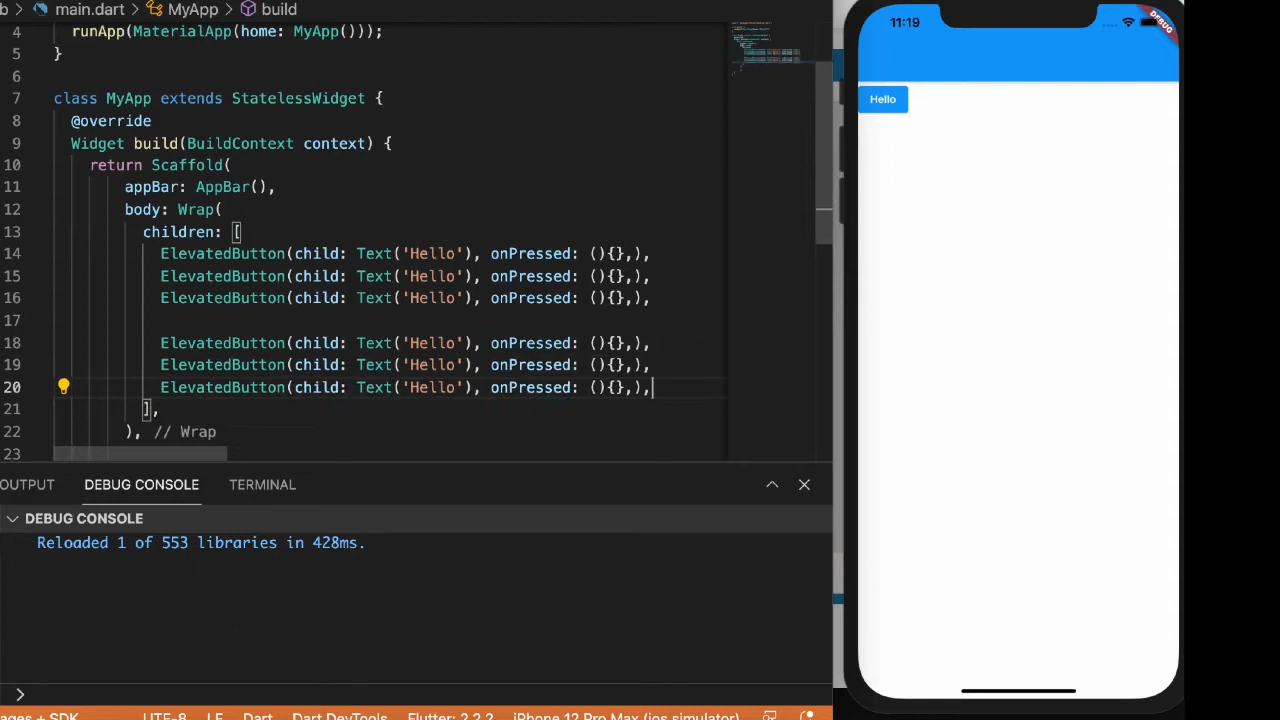 b › main.dart › MyApp › build
4 runApp(MaterialApp(home: MyApp()));
5 }
6
7 class MyApp extends StatelessWidget {
8 @override
9 Widget build(BuildContext context) {
10 return Scaffold(
11 appBar: AppBar(),
12 body: Wrap(
13 children: [
14 ElevatedButton(child: Text('Hello'), onPressed: (){},),
15 ElevatedButton(child: Text('Hello'), onPressed: (){},),
16 ElevatedButton(child: Text('Hello'), onPressed: (){},),
17
18 ElevatedButton(child: Text('Hello'), onPressed: (){},),
19 ElevatedButton(child: Text('Hello'), onPressed: (){},),
20 ElevatedButton(child: Text('Hello'), onPressed: (){},),
21 ],
22 ), // Wrap
23
OUTPUT DEBUG CONSOLE TERMINAL
DEBUG CONSOLE
Reloaded 1 of 553 libraries in 428ms.
>
ages + SDK UTF-8 LF Dart Dart DevTools Flutter: 2.2.2 iPhone 12 Pro Max (ios simulator)
11:19
DEBUG
Hello